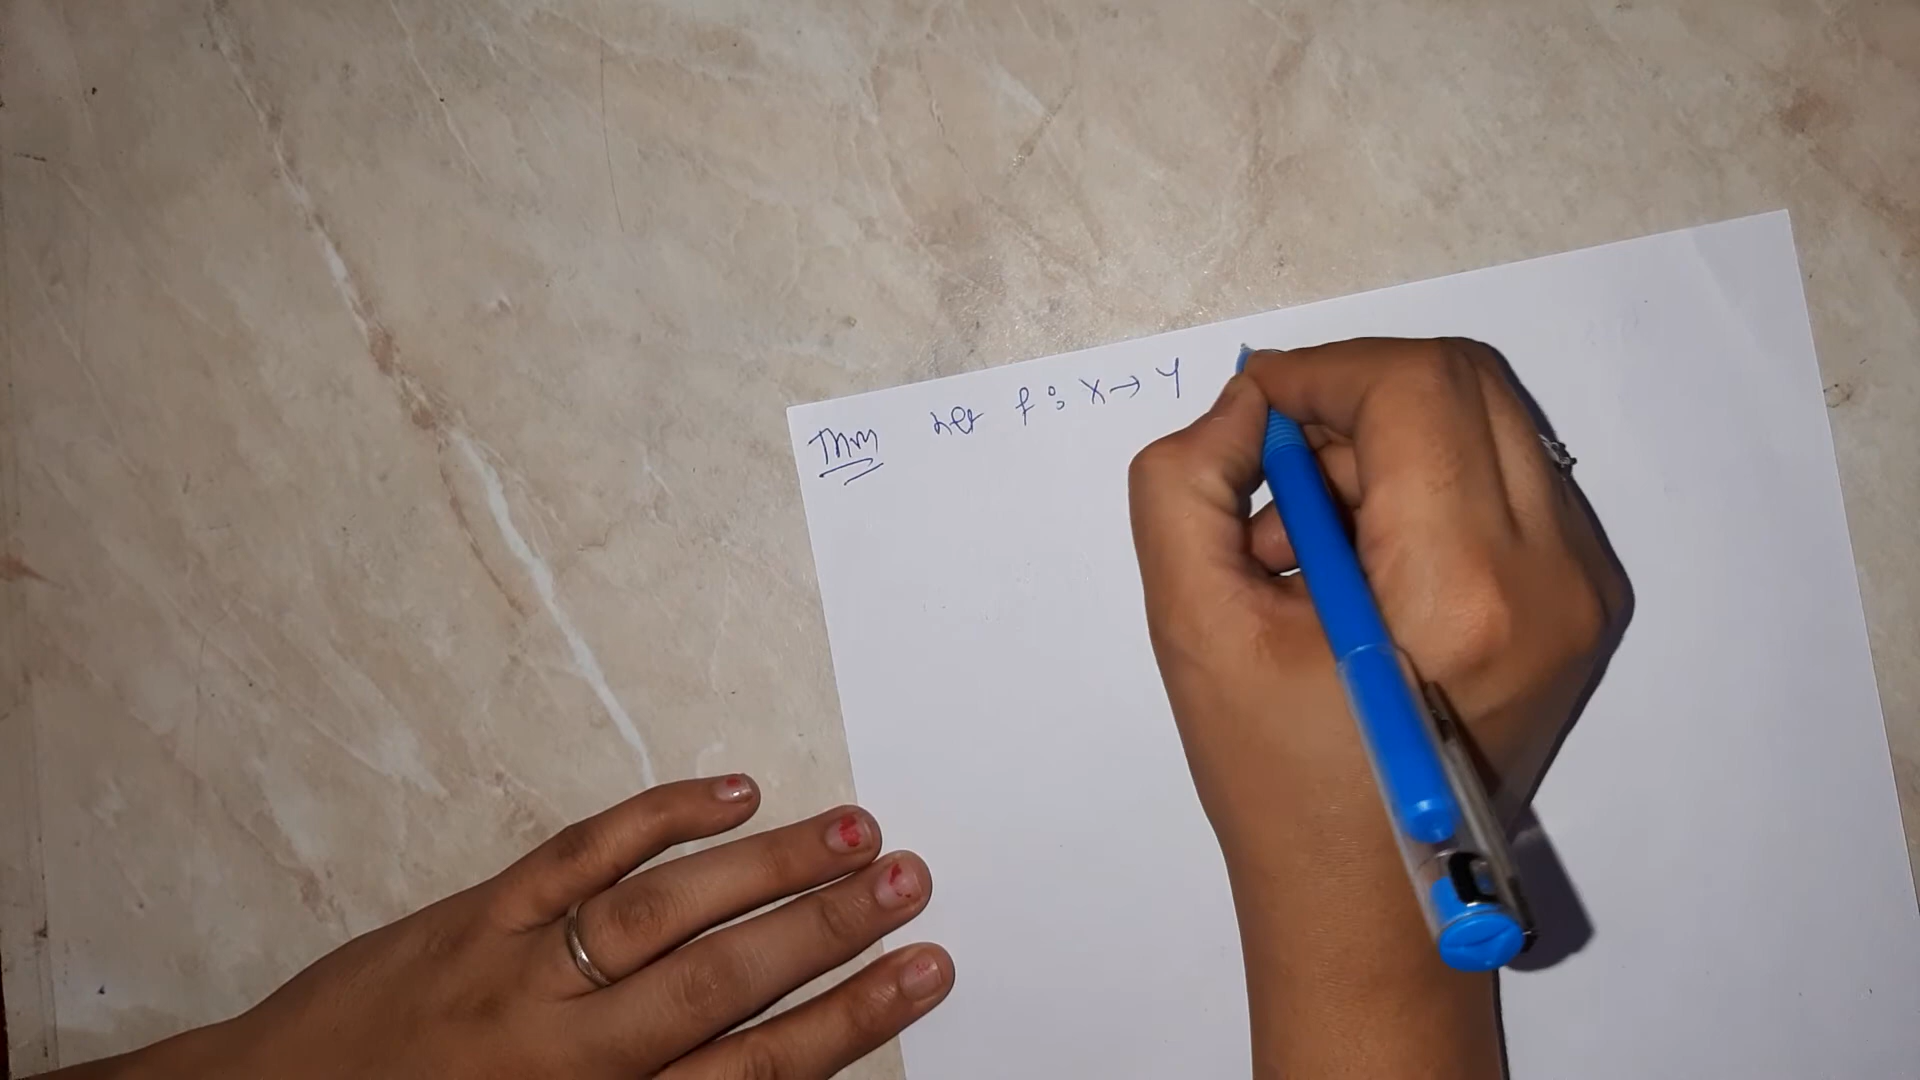 Thm Let f : X → Y